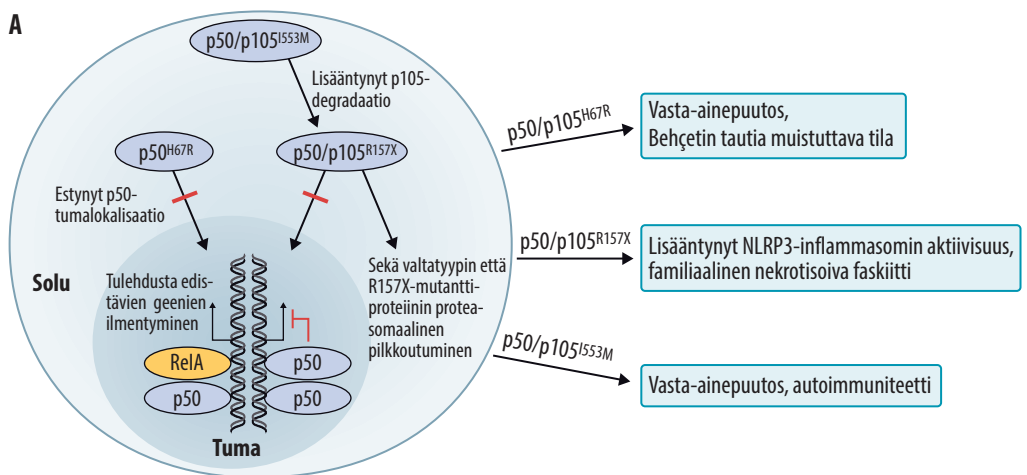 A
p50/p105I553M
Lisääntynyt p105-
degradaatio
p50H67R
p50/p105R157X
Estynyt p50-
tumalokalisaatio
Solu
Tulehdusta edis-
tävien geenien
ilmentyminen
Sekä valtatyypin että
R157X-mutantti-
proteiinin protea-
somaalinen
pilkkoutuminen
RelA
p50
p50
p50
Tuma
p50/p105H67R
Vasta-ainepuutos,
Behçetin tautia muistuttava tila
p50/p105R157X
Lisääntynyt NLRP3-inflammasomin aktiivisuus,
familiaalinen nekrotisoiva faskiitti
p50/p105I553M
Vasta-ainepuutos, autoimmuniteetti